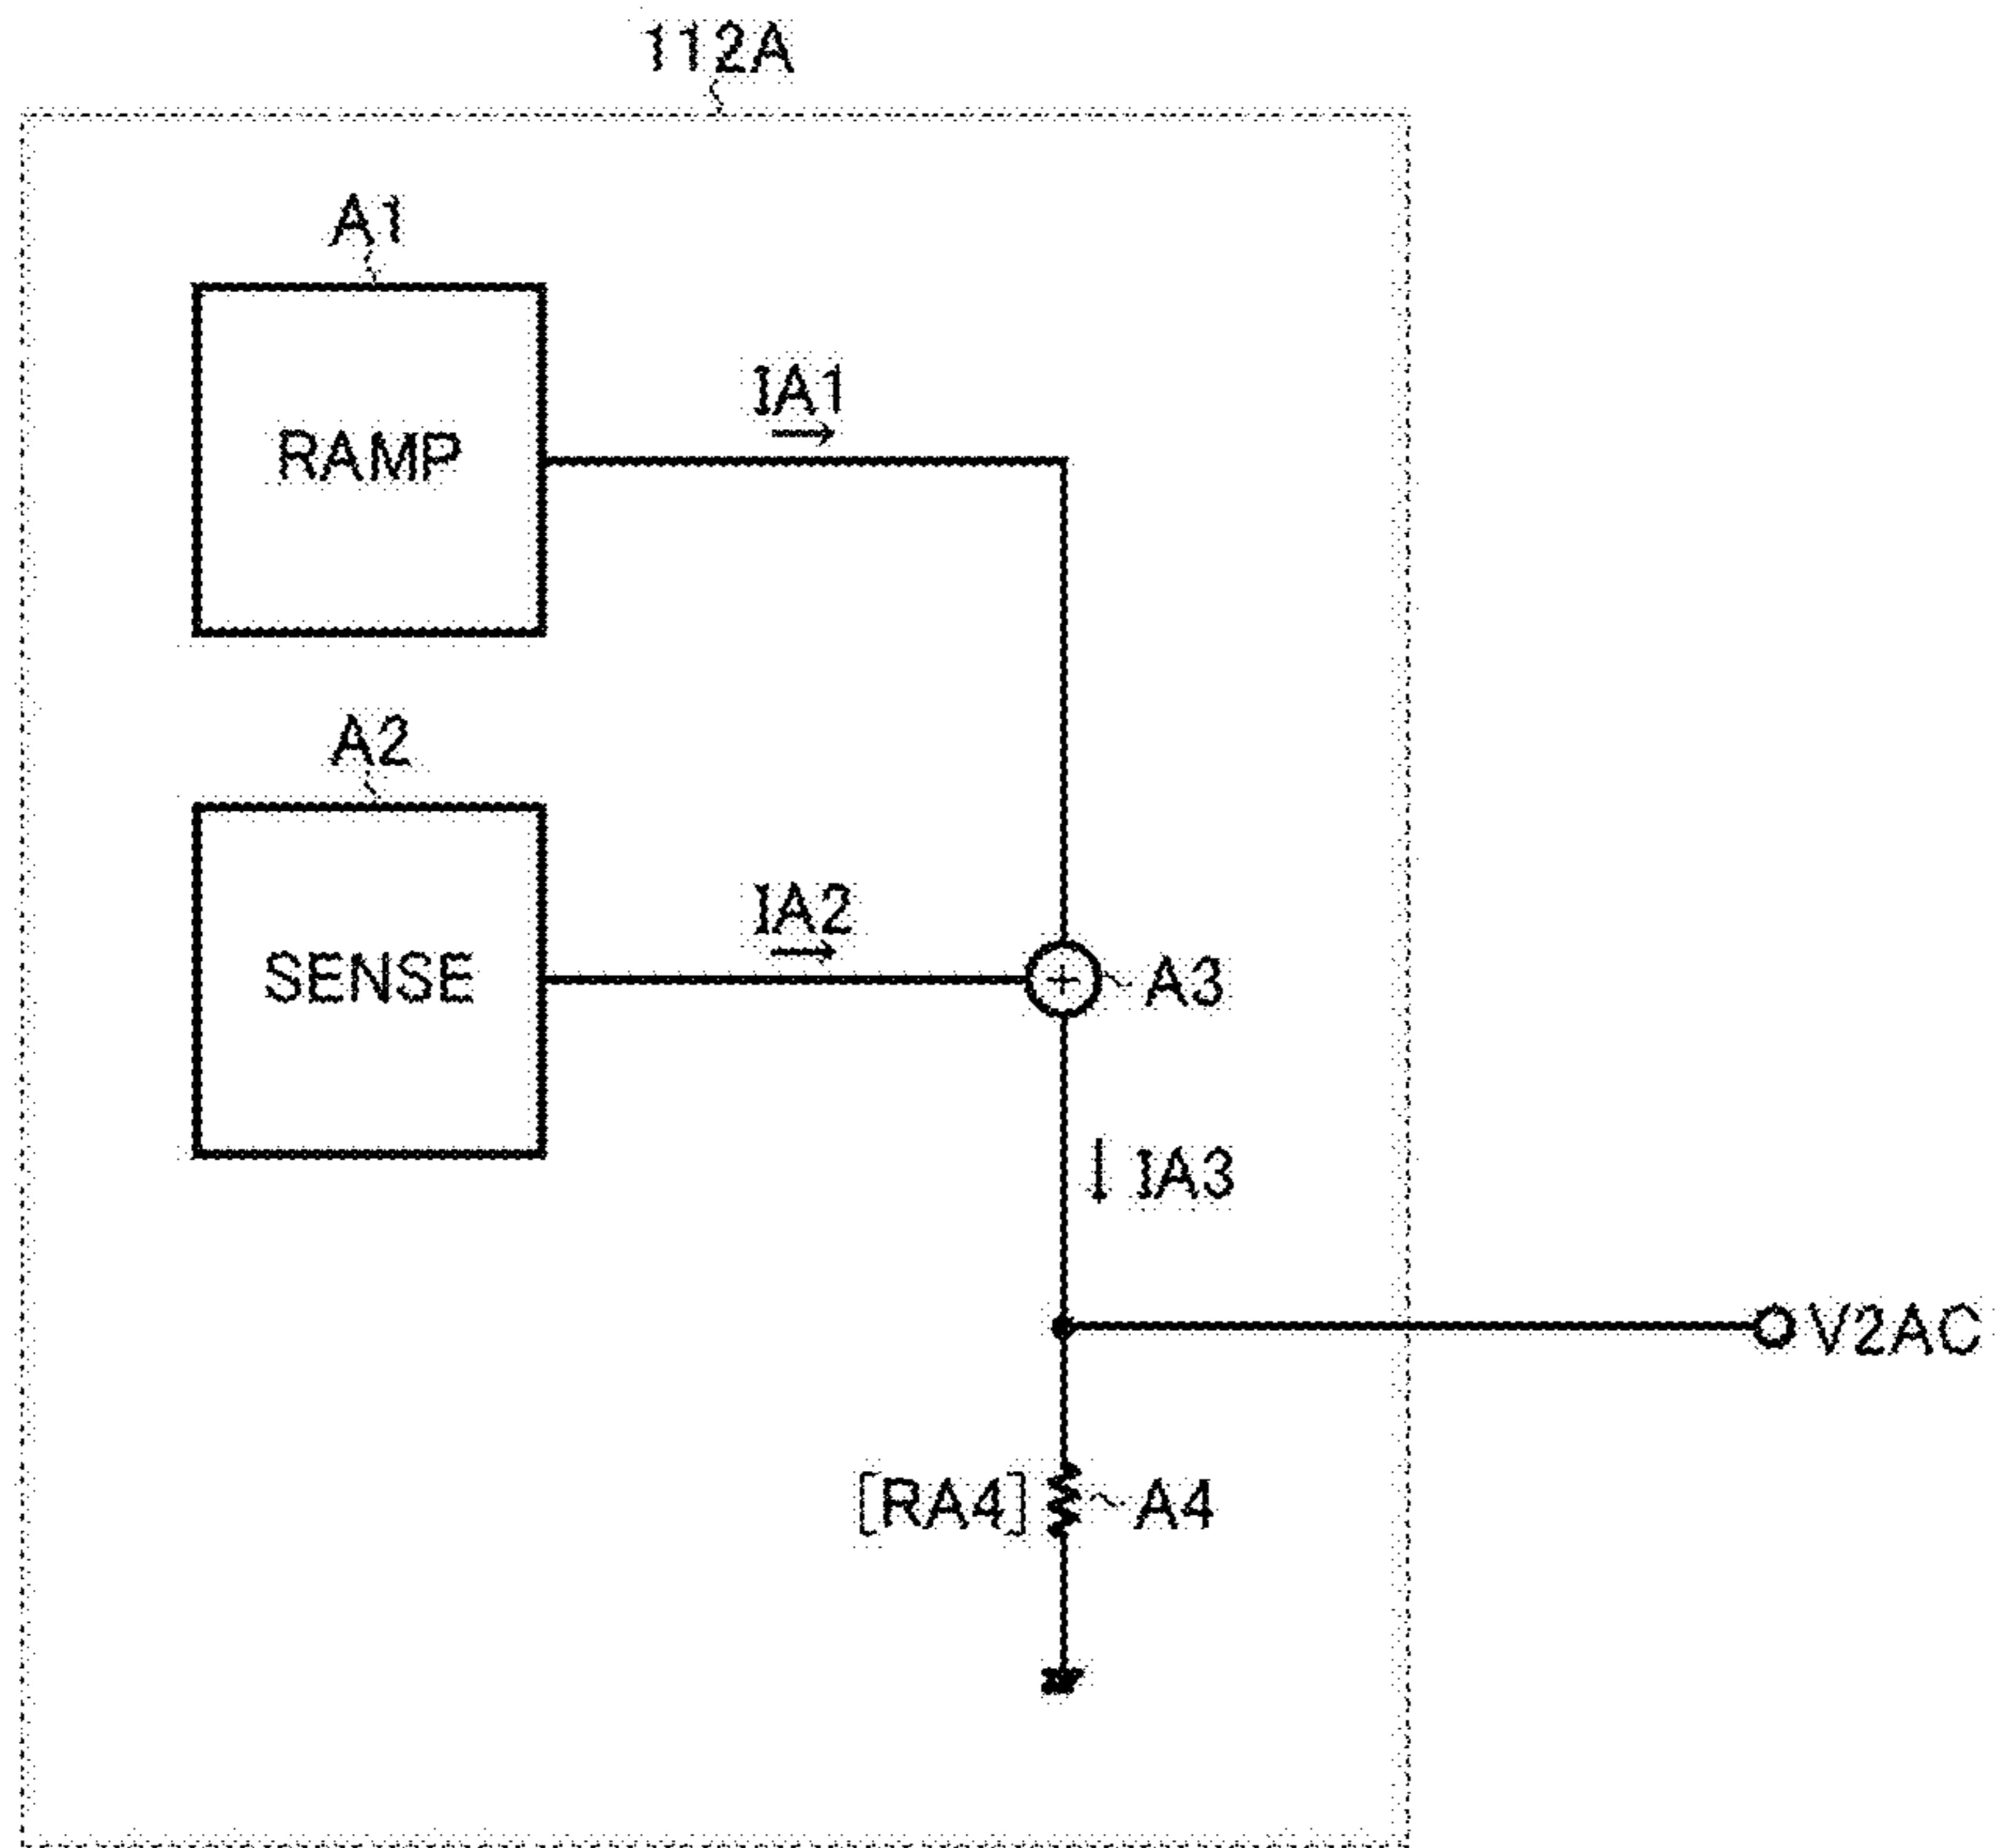 112A
A1
RAMP
IA1
A2
SENSE
IA2
A3
IA3
V2AC
[RA4]
A4